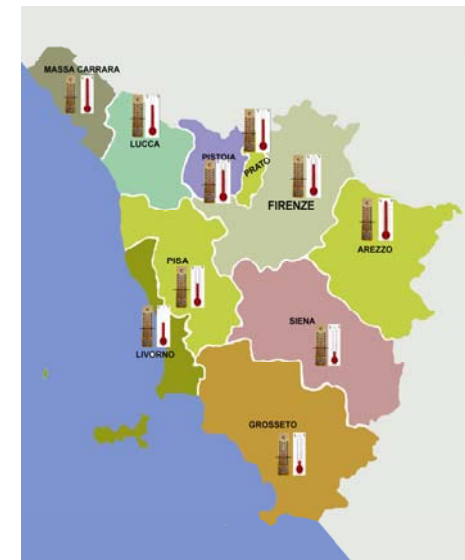 MASSA CARRARA
LUCCA
PISTOIA
PRATO
FIRENZE
AREZZO
PISA
SIENA
LIVORNO
GROSSETO